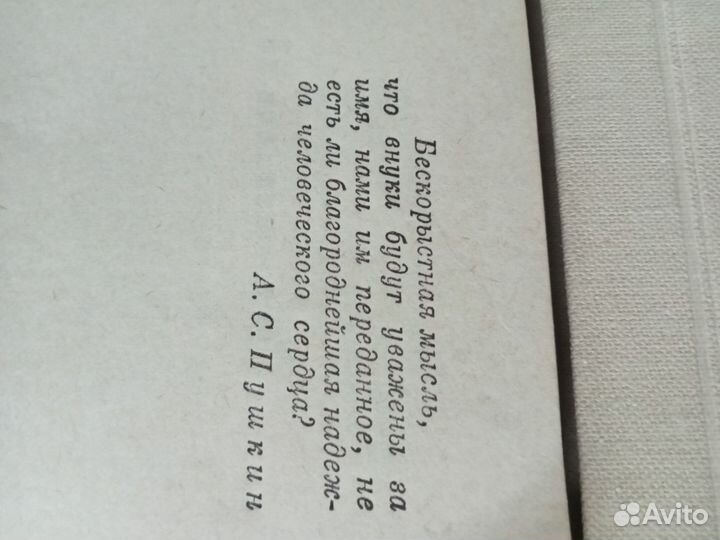 Бескорыстная мысль,
что внуки будут уважены за
имя, нами им переданное, не
есть ли благороднейшая надеж-
да человеческого сердца?
А. С. Пушкин
Avito